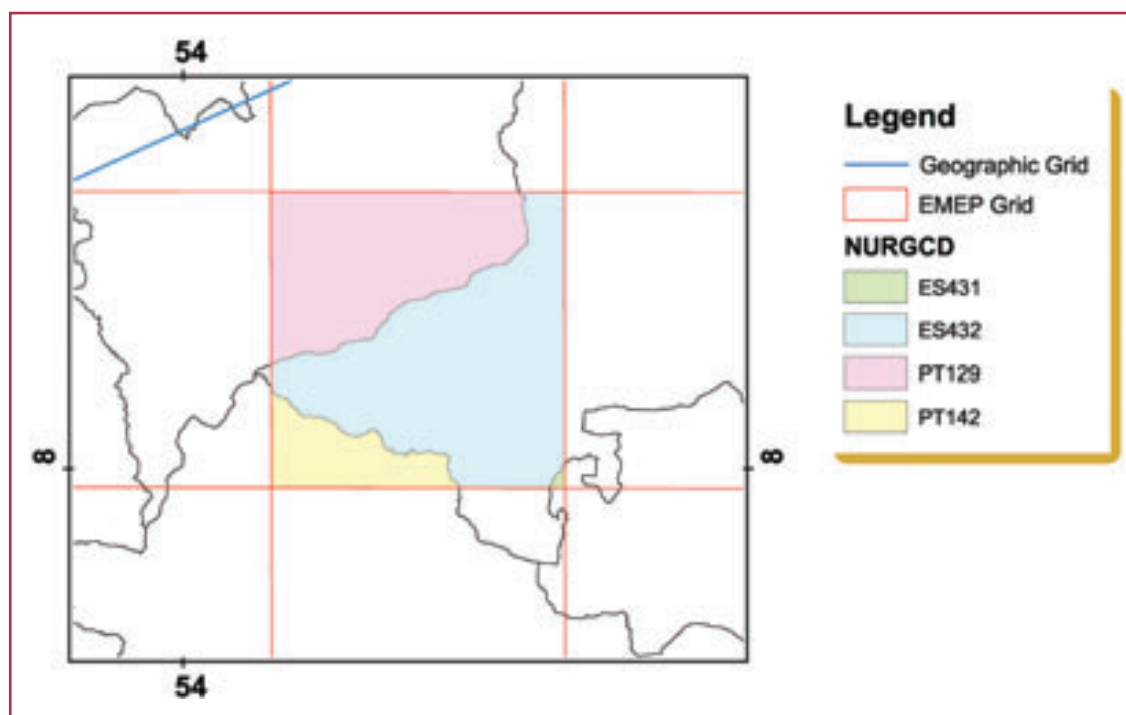 54
8
8
54
Legend
Geographic Grid
EMEP Grid
NURGCD
ES431
ES432
PT129
PT142